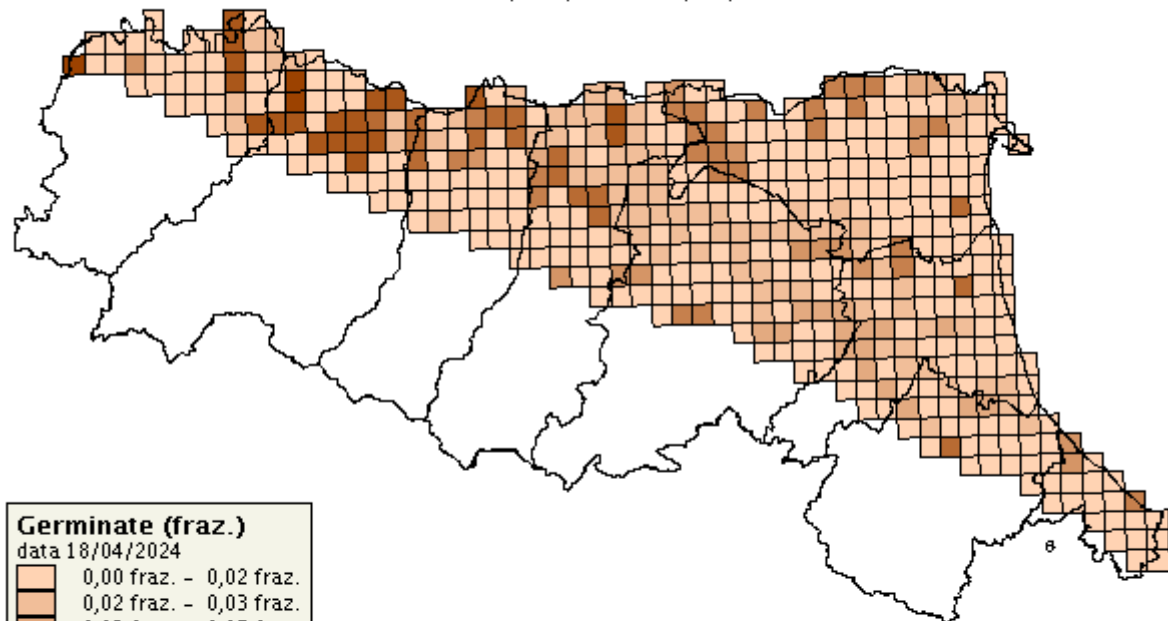 Germinate (fraz.)
data 18/04/2024
0,00 fraz. - 0,02 fraz.
0,02 fraz. - 0,03 fraz.